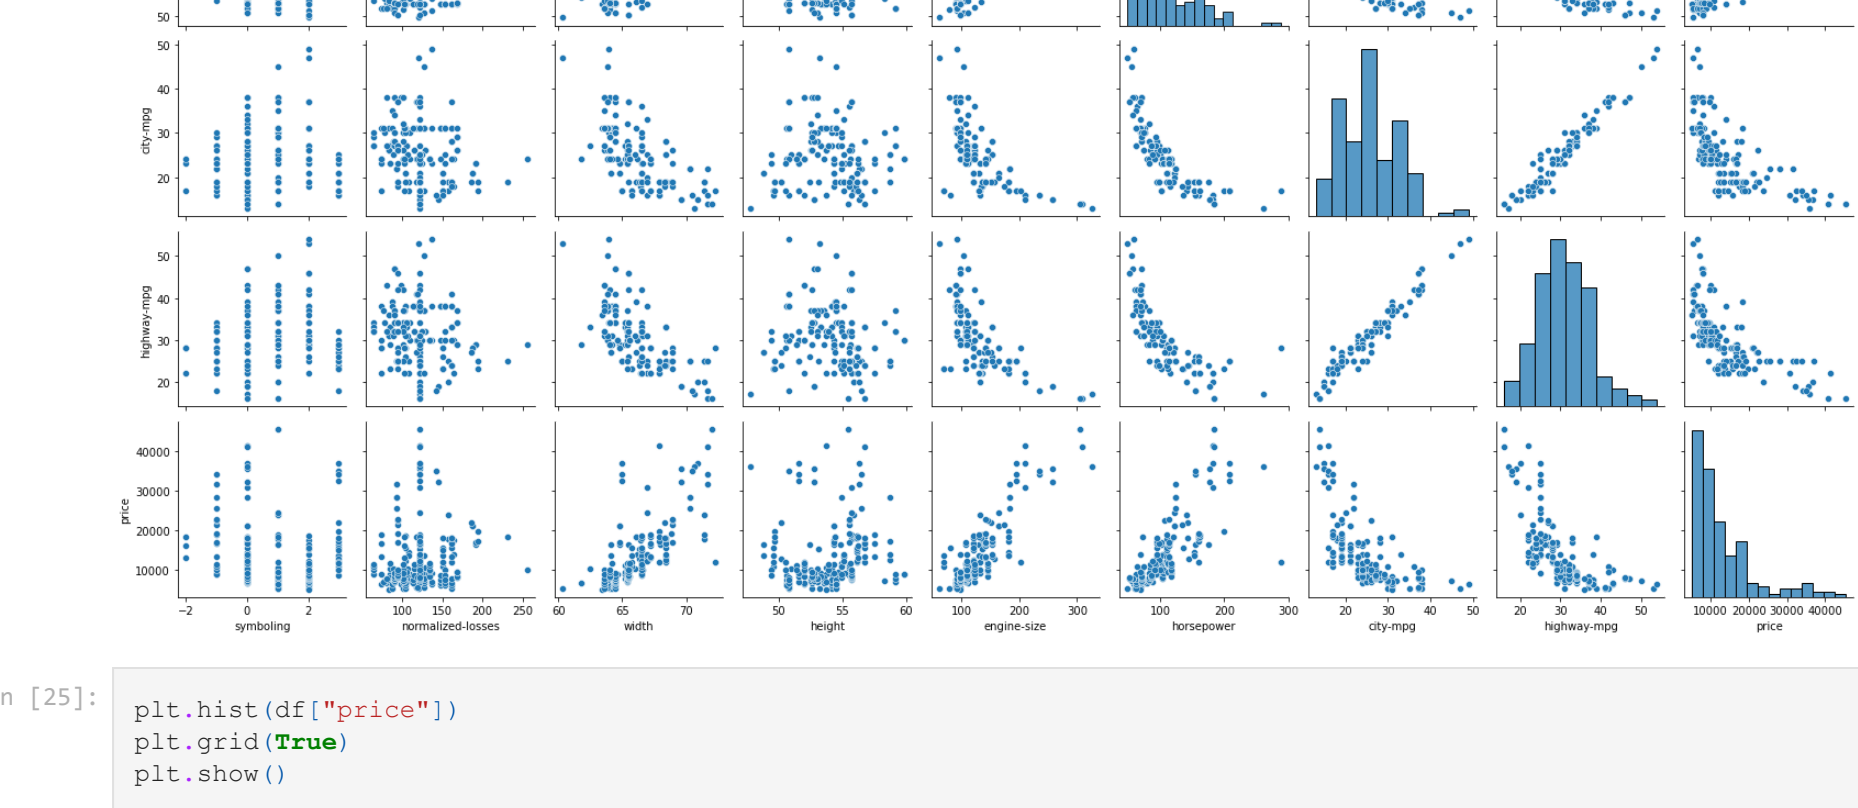 50
50
40
30
20
city-mpg
50
40
30
20
highway-mpg
40000
30000
20000
10000
price
−2 0 2 100 150 200 250 60 65 70 50 55 60 100 200 300 100 200 300 20 30 40 50 20 30 40 50 10000 20000 30000 40000
symboling normalized-losses width height engine-size horsepower city-mpg highway-mpg price
n [25]:
plt.hist(df["price"])
plt.grid(True)
plt.show()